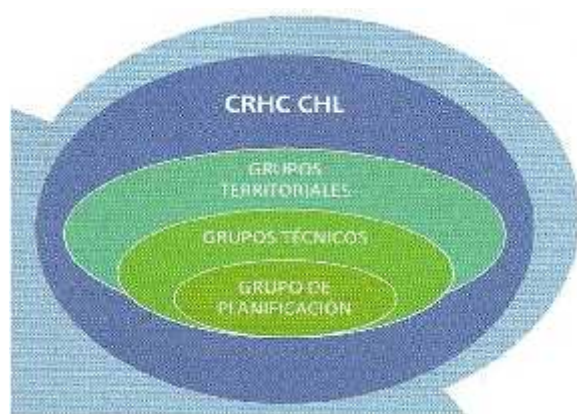 CRHC CHL
GRUPOS
TERRITORIALES
GRUPOS TÉCNICOS
GRUPO DE
PLANIFICACIÓN